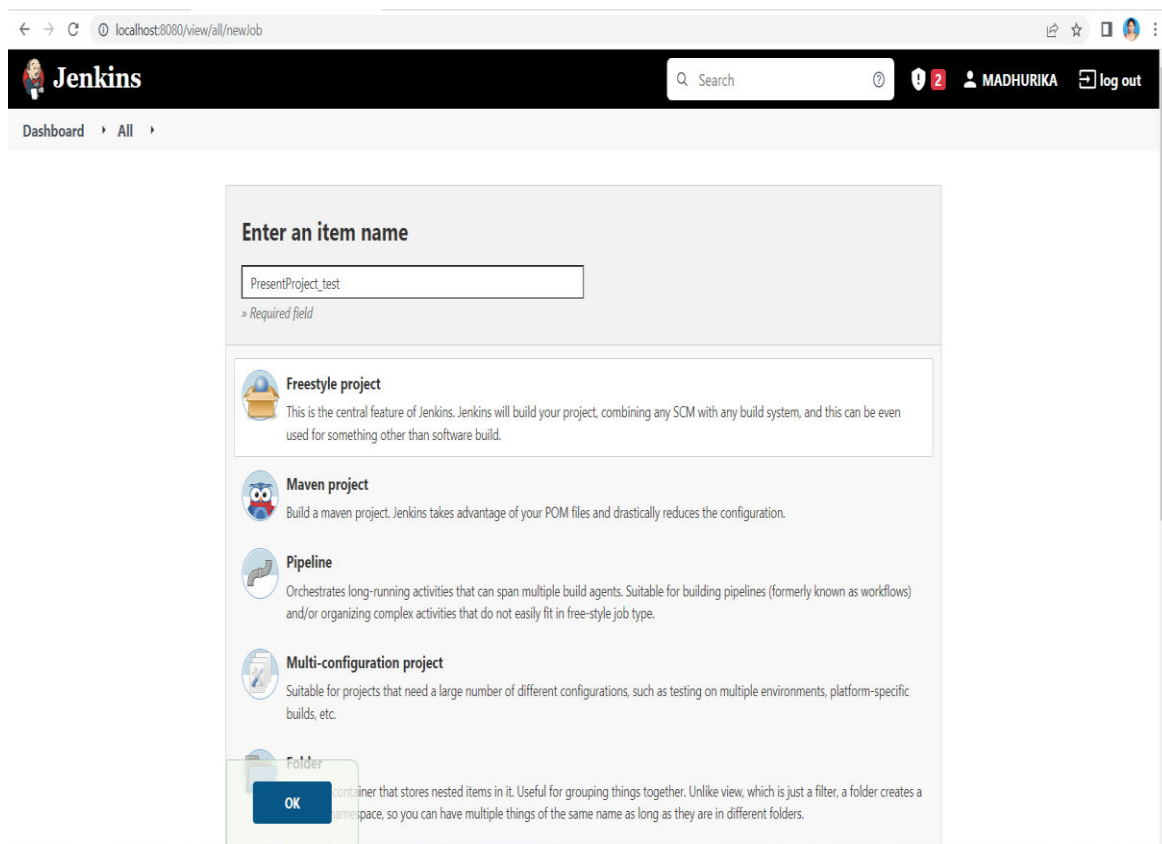 localhost:8080/view/all/newJob
Jenkins
Search
2
MADHURIKA
log out
Dashboard
All
Enter an item name
PresentProject_test
» Required field
Freestyle project
This is the central feature of Jenkins. Jenkins will build your project, combining any SCM with any build system, and this can be even
used for something other than software build.
Maven project
Build a maven project. Jenkins takes advantage of your POM files and drastically reduces the configuration.
Pipeline
Orchestrates long-running activities that can span multiple build agents. Suitable for building pipelines (formerly known as workflows)
and/or organizing complex activities that do not easily fit in free-style job type.
Multi-configuration project
Suitable for projects that need a large number of different configurations, such as testing on multiple environments, platform-specific
builds, etc.
Folder
container that stores nested items in it. Useful for grouping things together. Unlike view, which is just a filter, a folder creates a
OK
namespace, so you can have multiple things of the same name as long as they are in different folders.